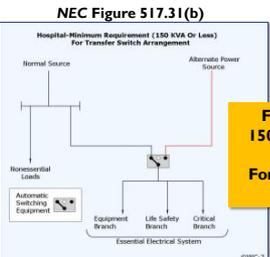 NEC Figure 517.31(b)
Hospital-Minimum Requirement (150 KVA Or Less)
For Transfer Switch Arrangement
Normal Source
Alternate Power
Source
F
150
For
Nonessential
Loads
Automatic
Switching
Equipment
Equipment
Branch
Life Safety
Branch
Critical
Branch
Essential Electrical System